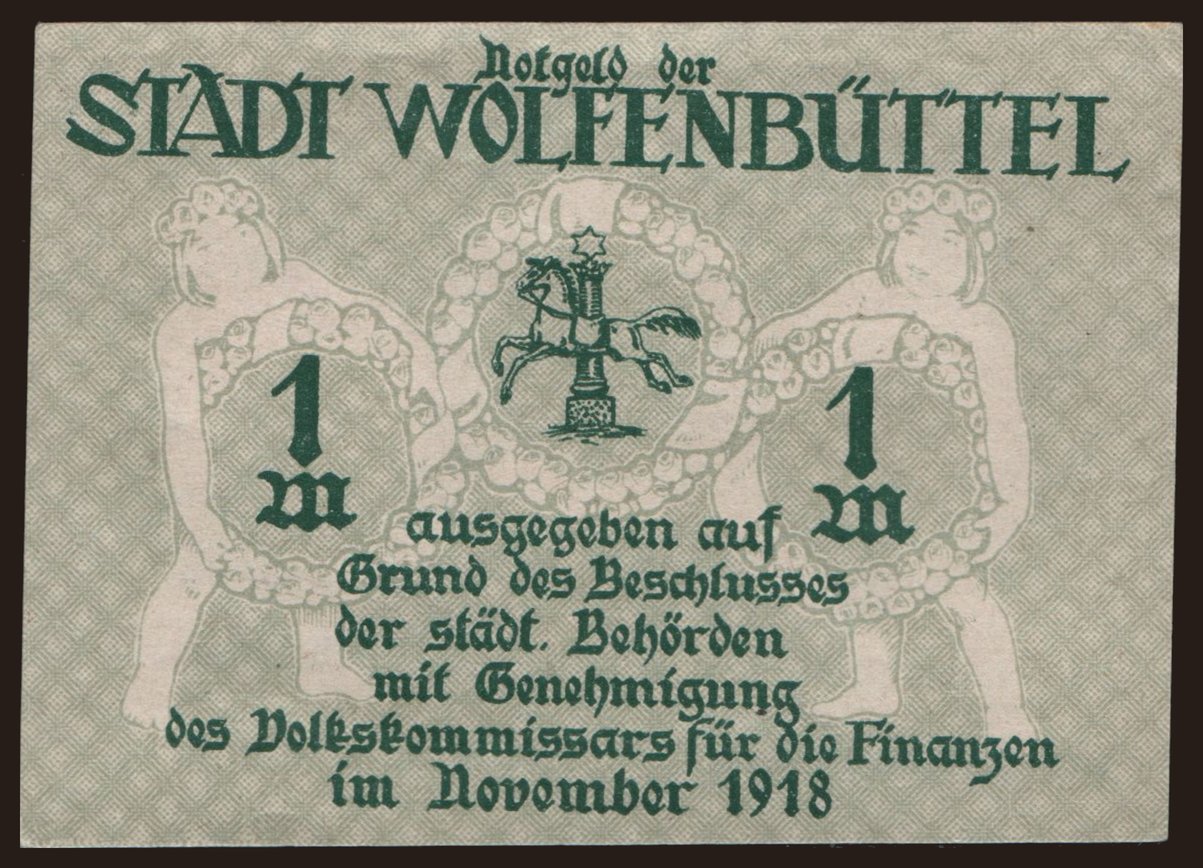 Notgeld der
STADT WOLFENBÜTTEL
1 1
M M
ausgegeben auf
Grund des Beschlusses
der städt. Behörden
mit Genehmigung
des Volkskommissars für die Finanzen
im November 1918